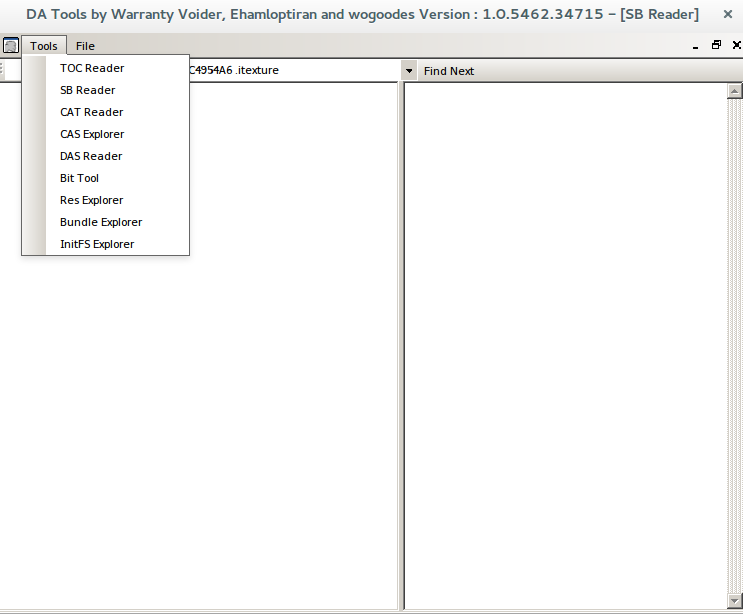 DA Tools by Warranty Voider, Ehamloptiran and wogoodes Version : 1.0.5462.34715 - [SB Reader]
Tools File
C4954A6 .itexture Find Next
TOC Reader
SB Reader
CAT Reader
CAS Explorer
DAS Reader
Bit Tool
Res Explorer
Bundle Explorer
InitFS Explorer